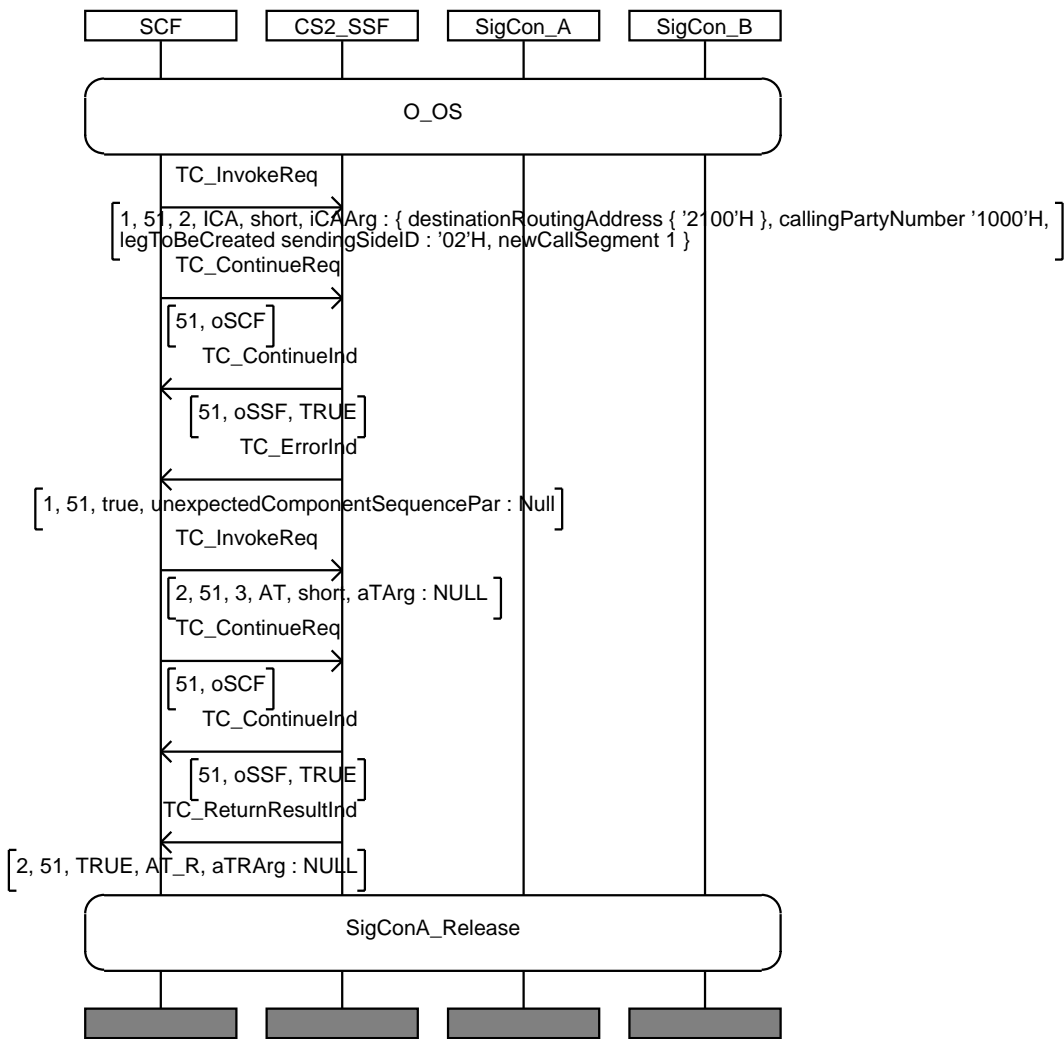 SCF CS2_SSF SigCon_A SigCon_B
O_OS
TC_InvokeReq
1, 51, 2, ICA, short, iCAArg : { destinationRoutingAddress { '2100'H }, callingPartyNumber '1000'H,
legToBeCreated sendingSideID : '02'H, newCallSegment 1 }
TC_ContinueReq
51, oSCF
TC_ContinueInd
51, oSSF, TRUE
TC_ErrorInd
1, 51, true, unexpectedComponentSequencePar : Null
TC_InvokeReq
2, 51, 3, AT, short, aTArg : NULL
TC_ContinueReq
51, oSCF
TC_ContinueInd
51, oSSF, TRUE
TC_ReturnResultInd
2, 51, TRUE, AT_R, aTRArg : NULL
SigConA_Release